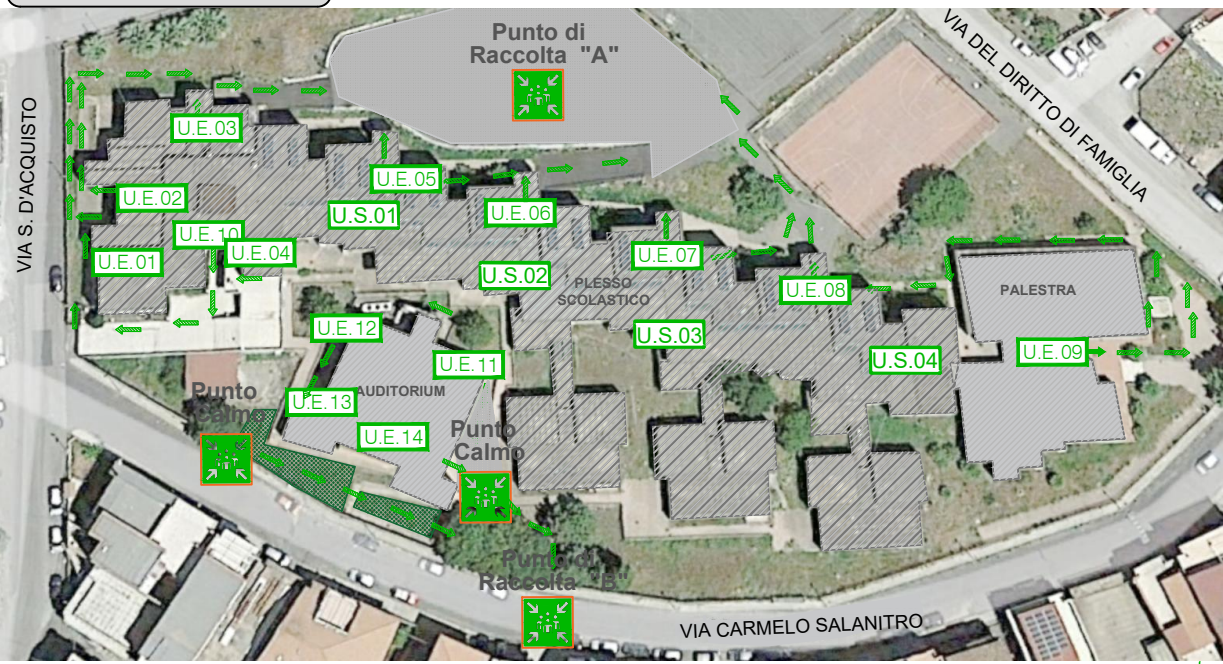 Punto di
Raccolta "A"
VIA DEL DIRITTO DI FAMIGLIA
VIA S. D'ACQUISTO
U.E.03
U.E.05
U.E.02
U.S.01
U.E.06
U.E.10
U.E.04
U.E.01
U.E.07
U.S.02
PLESSO
SCOLASTICO
U.E.08
PALESTRA
U.E.12
U.S.03
U.E.11
U.S.04
U.E.09
AUDITORIUM
Punto
Calmo
U.E.13
U.E.14
Punto
Calmo
Punto di
Raccolta "B"
VIA CARMELO SALANITRO